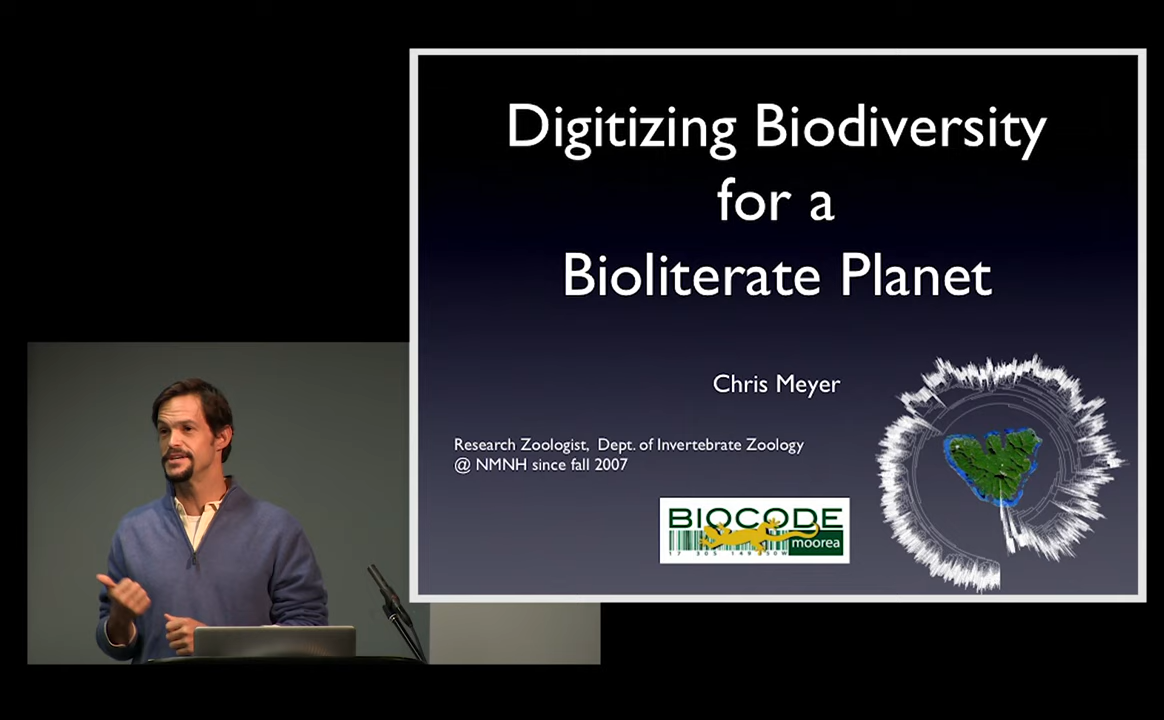 Digitizing Biodiversity
for a
Bioliterate Planet
Chris Meyer
Research Zoologist, Dept. of Invertebrate Zoology
@ NMNH since fall 2007
BIOCODE
moorea